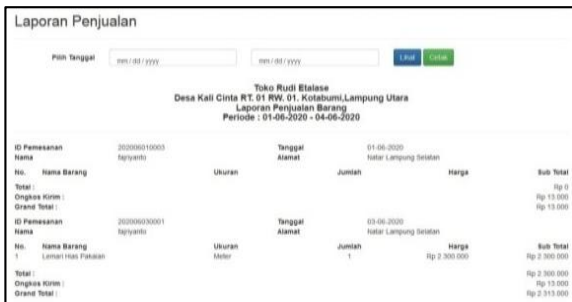 Laporan Penjualan
Pilih Tanggal mm / dd / yyyy mm / dd / yyyy Lihat Cetak
Toko Rudi Etalase
Desa Kali Cinta RT. 01 RW. 01. Kotabumi,Lampung Utara
Laporan Penjualan Barang
Periode : 01-06-2020 - 04-06-2020
ID Pemesanan 202006010003 Tanggal 01-06-2020
Nama fajriyanto Alamat Natar Lampung Selatan
No. Nama Barang Ukuran Jumlah Harga Sub Total
Total : Rp 0
Ongkos Kirim : Rp 13.000
Grand Total : Rp 13.000
ID Pemesanan 202006030001 Tanggal 03-06-2020
Nama fajriyanto Alamat Natar Lampung Selatan
No. Nama Barang Ukuran Jumlah Harga Sub Total
1 Lemari Hias Pakaian Meter 1 Rp 2.300.000 Rp 2.300.000
Total : Rp 2.300.000
Ongkos Kirim : Rp 13.000
Grand Total : Rp 2.313.000